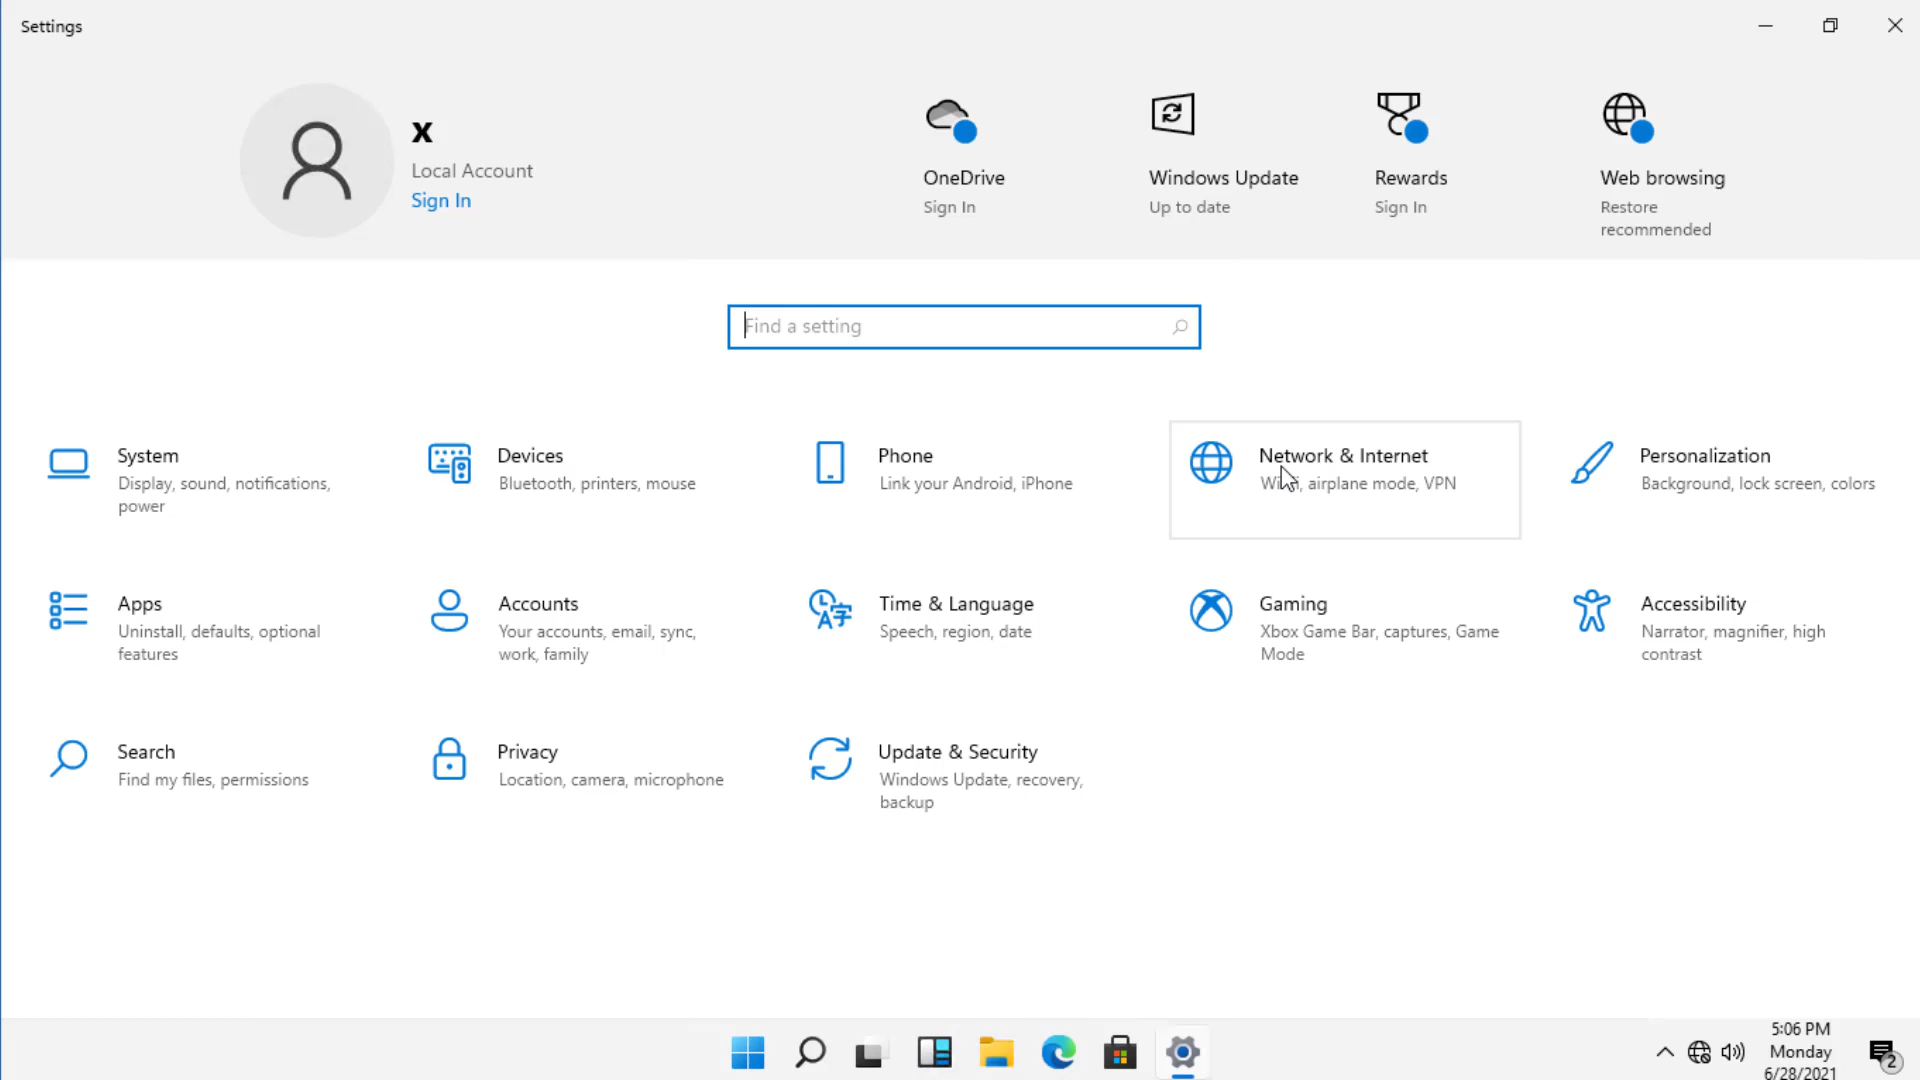 Settings
x
Local Account
Sign In
OneDrive
Sign In
Windows Update
Up to date
Rewards
Sign In
Web browsing
Restore
recommended
Find a setting
System
Display, sound, notifications,
power
Devices
Bluetooth, printers, mouse
Phone
Link your Android, iPhone
Network & Internet
airplane mode, VPN
Personalization
Background, lock screen, colors
Apps
Uninstall, defaults, optional
features
Accounts
Your accounts, email, sync,
work, family
Time & Language
Speech, region, date
Gaming
Xbox Game Bar, captures, Game
Mode
Accessibility
Narrator, magnifier, high
contrast
Search
Find my files, permissions
Privacy
Location, camera, microphone
Update & Security
Windows Update, recovery,
backup
5:06 PM
Monday
6/28/2021
2